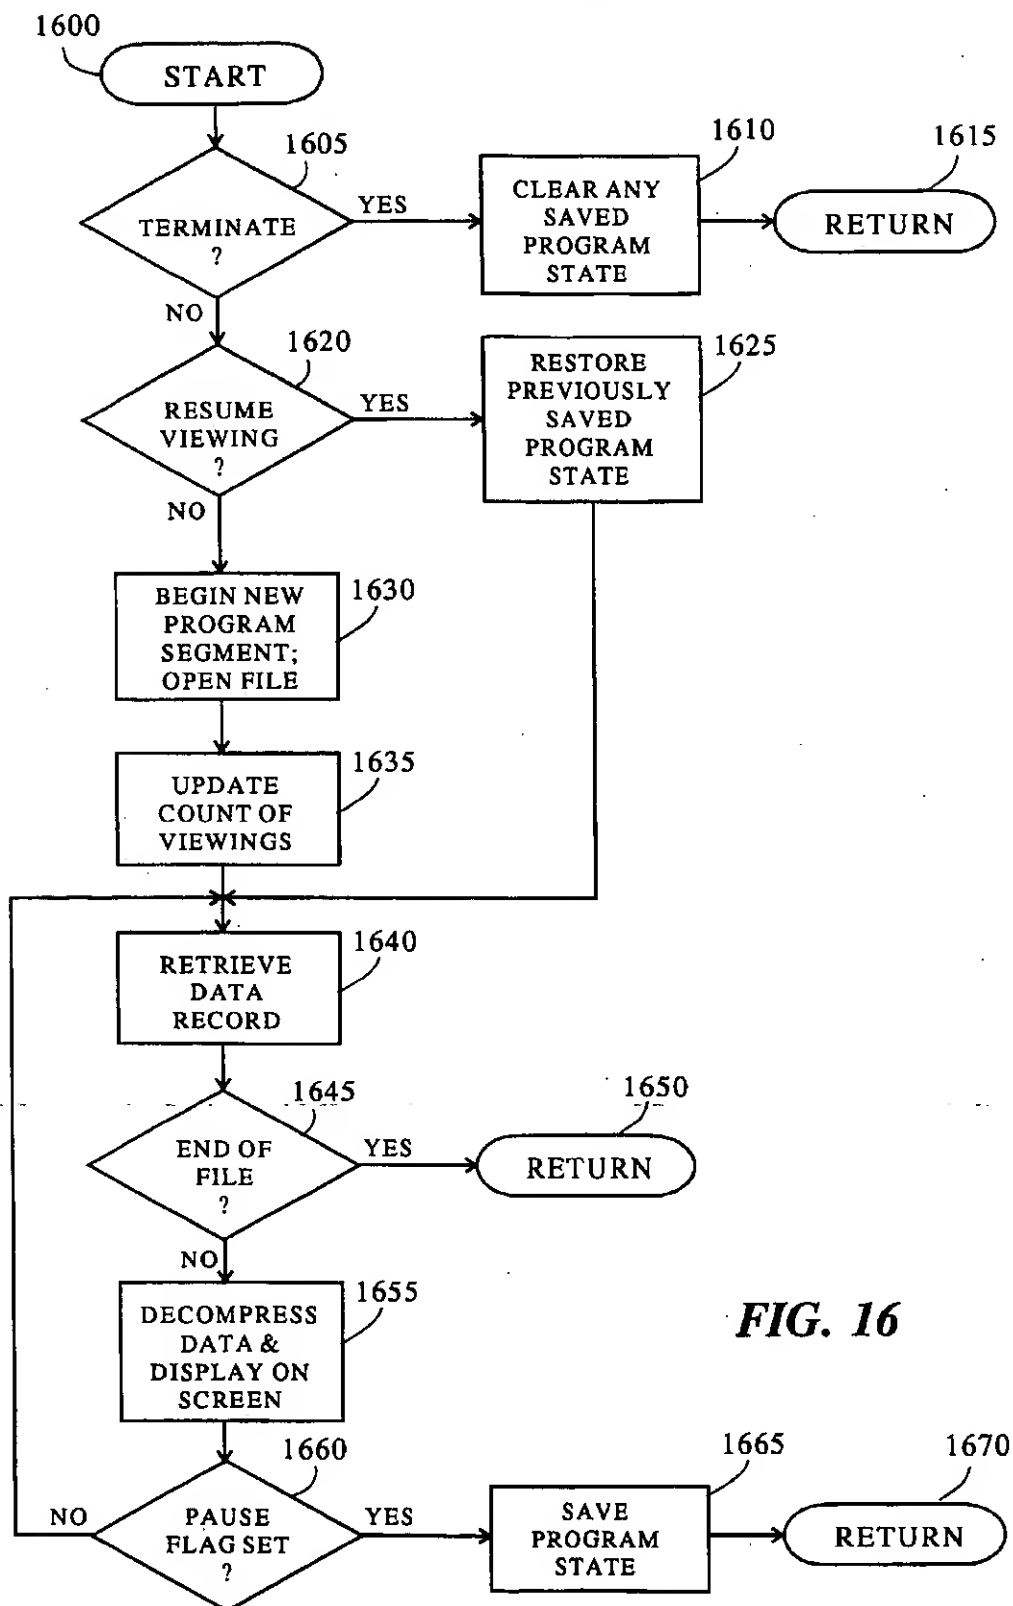 1600
START
1605
TERMINATE
?
YES
1610
CLEAR ANY
SAVED
PROGRAM
STATE
1615
RETURN
NO
1620
RESUME
VIEWING
?
YES
1625
RESTORE
PREVIOUSLY
SAVED
PROGRAM
STATE
NO
1630
BEGIN NEW
PROGRAM
SEGMENT;
OPEN FILE
1635
UPDATE
COUNT OF
VIEWINGS
1640
RETRIEVE
DATA
RECORD
1645
END OF
FILE
?
YES
1650
RETURN
NO
1655
DECOMPRESS
DATA &
DISPLAY ON
SCREEN
FIG. 16
1660
PAUSE
FLAG SET
?
NO
YES
1665
SAVE
PROGRAM
STATE
1670
RETURN